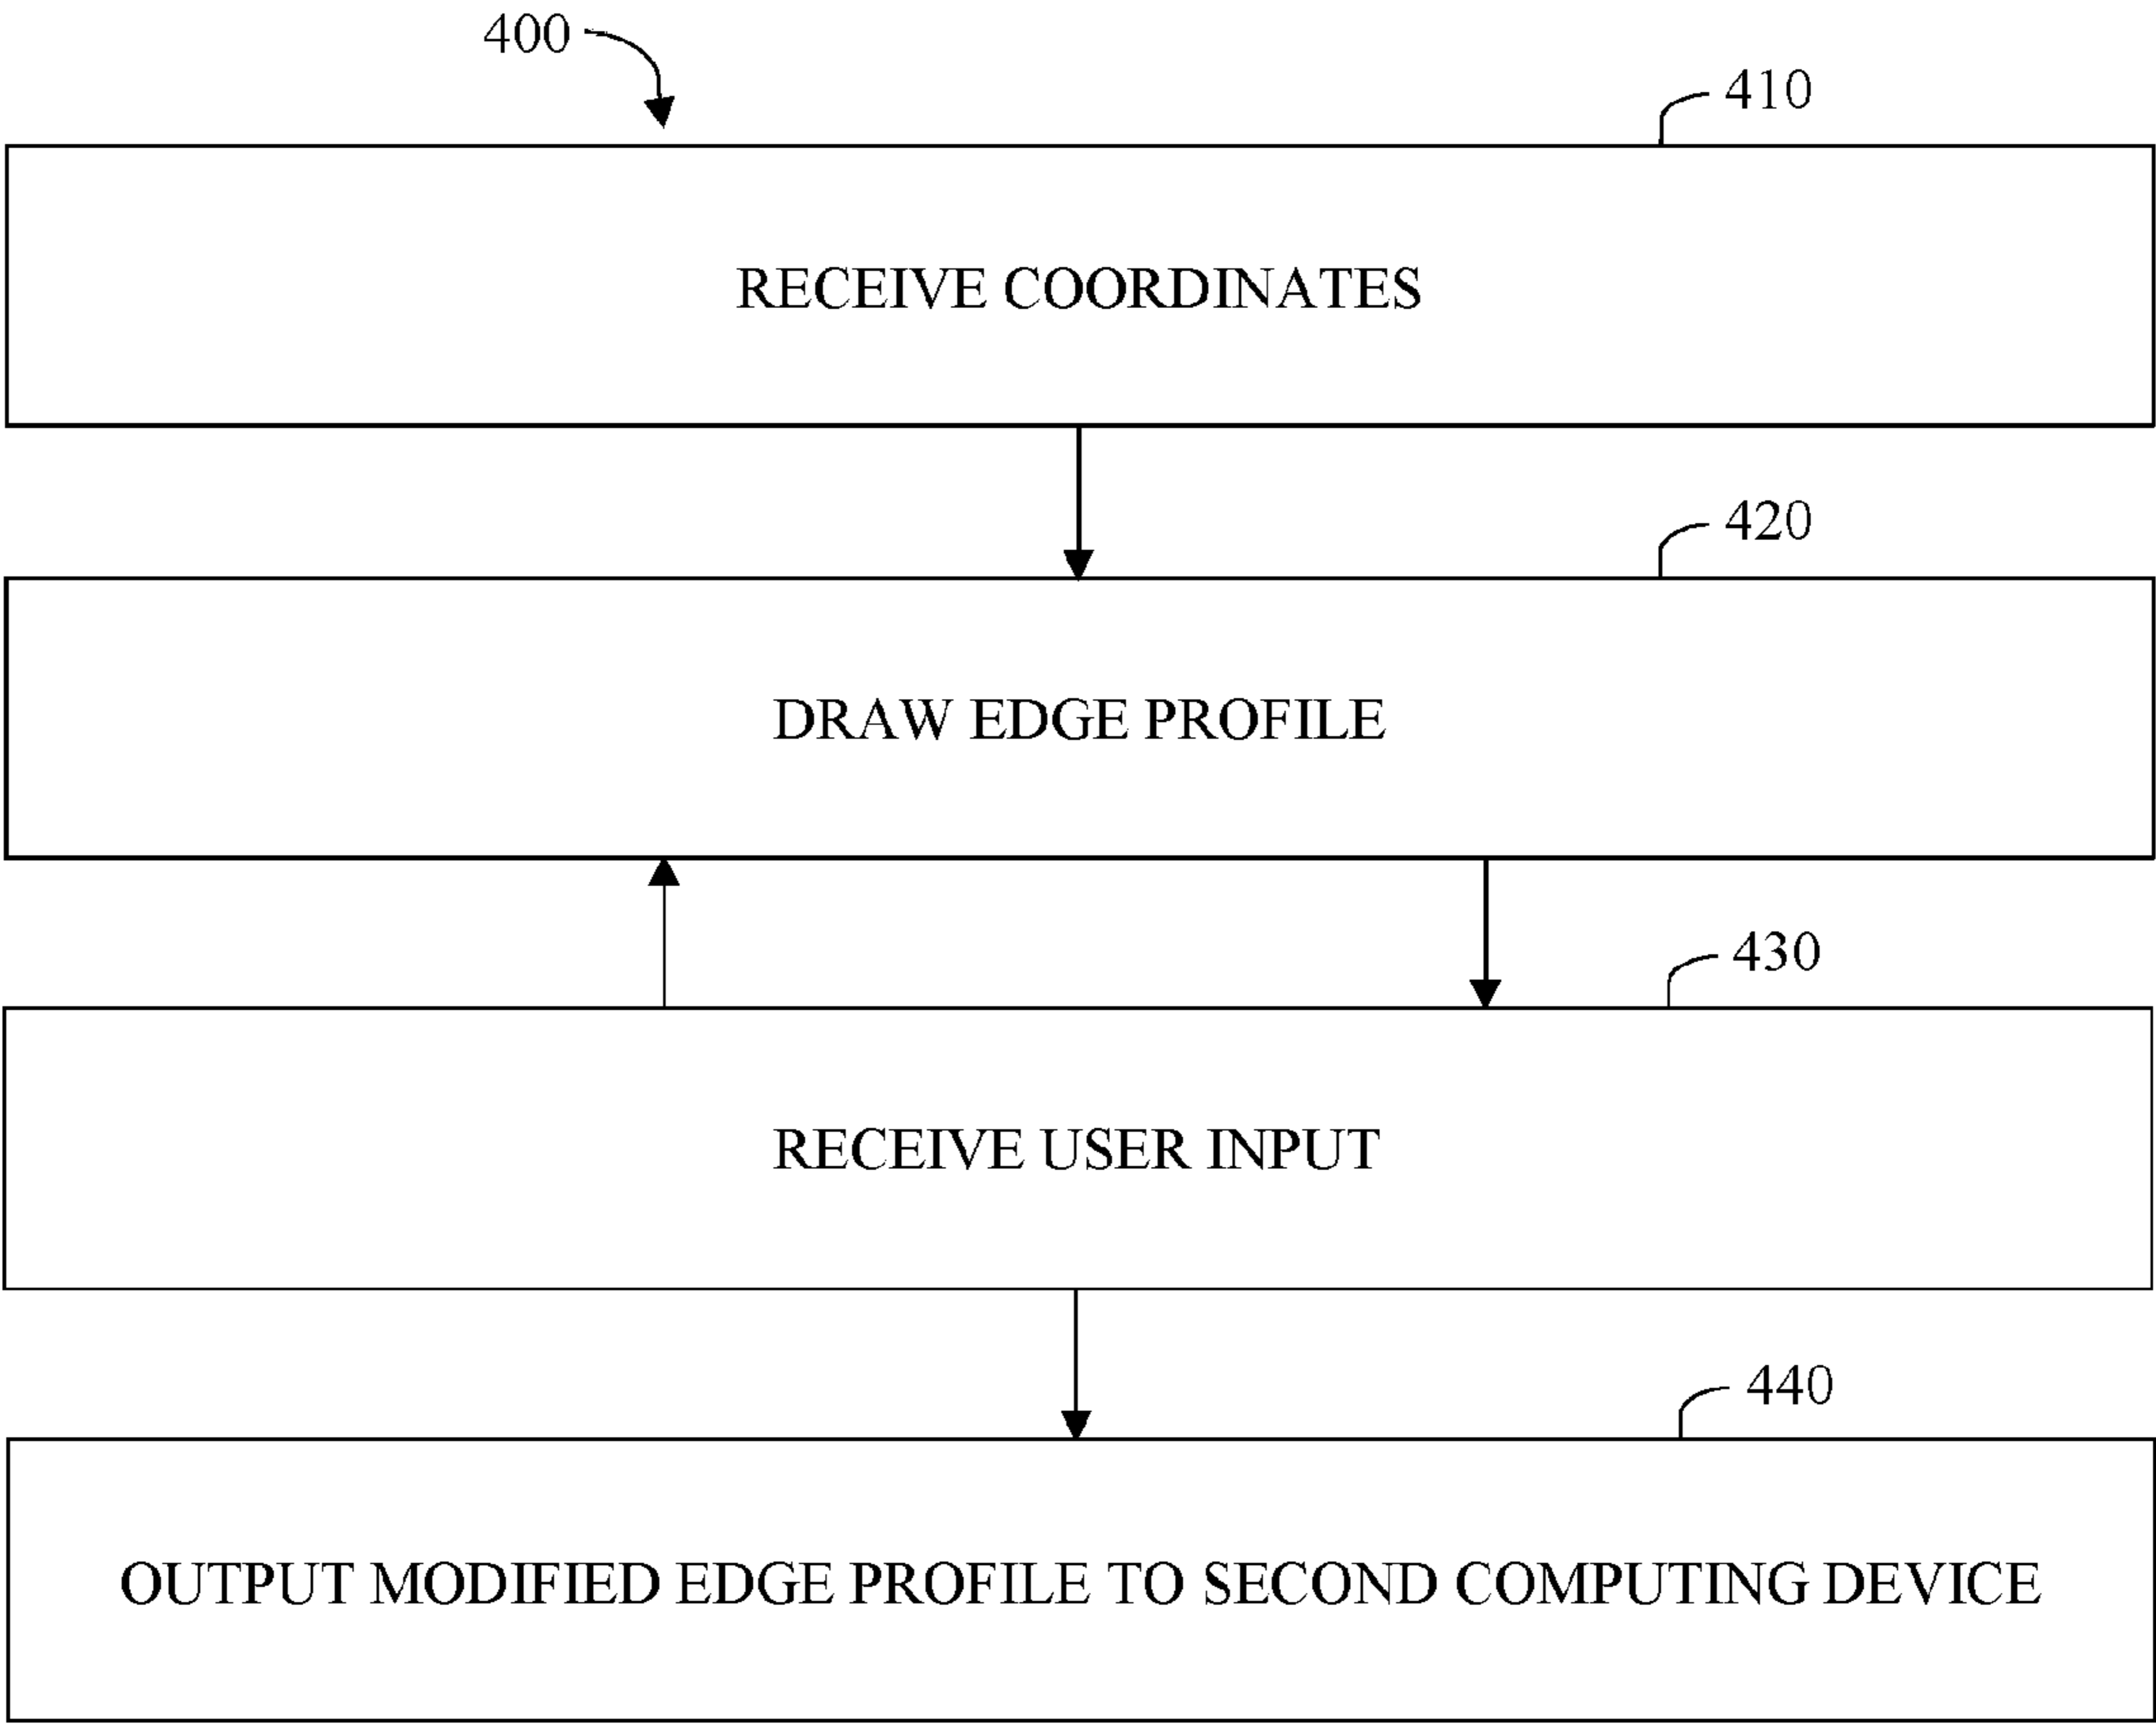 400
410
RECEIVE COORDINATES
420
DRAW EDGE PROFILE
430
RECEIVE USER INPUT
440
OUTPUT MODIFIED EDGE PROFILE TO SECOND COMPUTING DEVICE